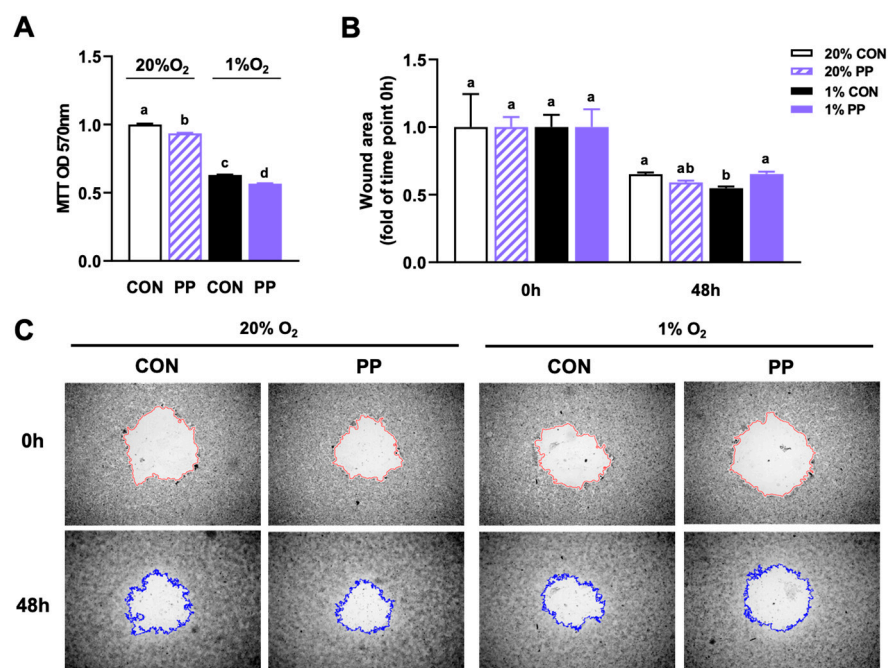 A
MTT OD 570nm
1.5
1.0
0.5
0.0
20%O₂
1%O₂
a
b
c
d
CON PP CON PP
B
Wound area
(fold of time point 0h)
1.5
1.0
0.5
0.0
a
a
a
a
a
ab
b
a
0h
48h
20% CON
20% PP
1% CON
1% PP
C
20% O₂
1% O₂
CON
PP
CON
PP
0h
48h